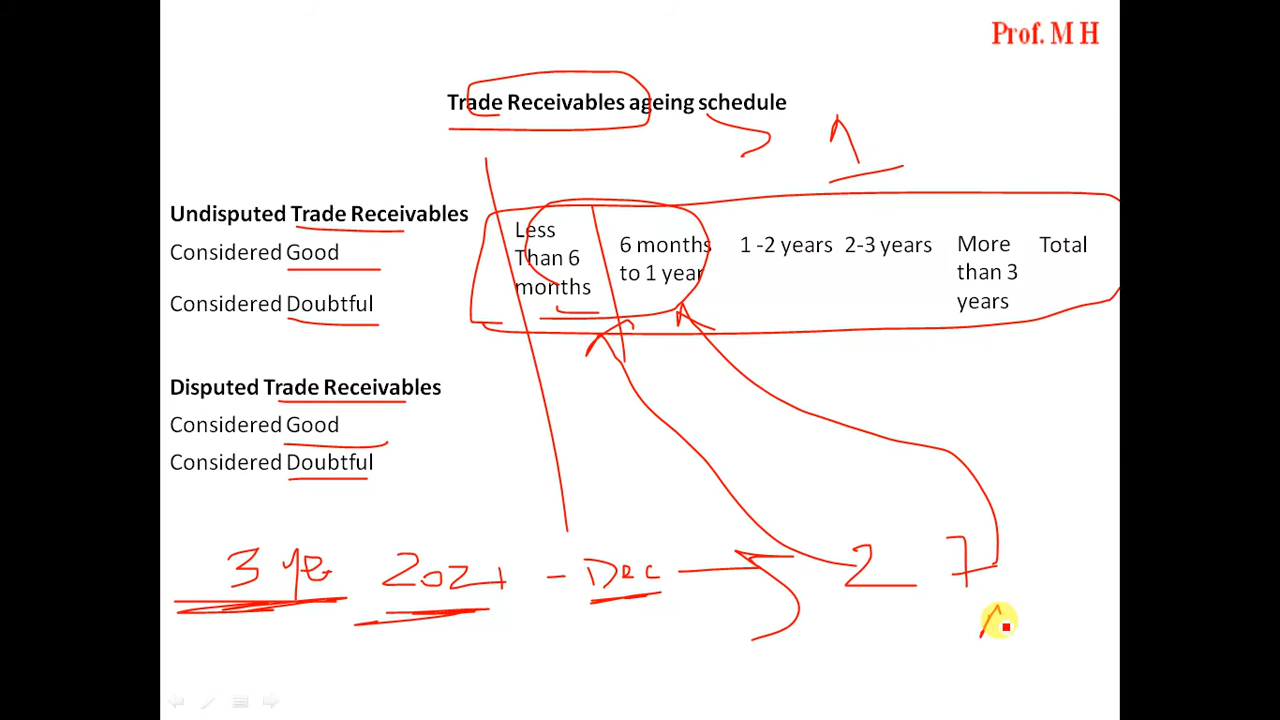 Prof. M H
Trade Receivables ageing schedule
Undisputed Trade Receivables
Considered Good
Considered Doubtful
Less Than 6 months
6 months to 1 year
1 -2 years
2-3 years
More than 3 years
Total
Disputed Trade Receivables
Considered Good
Considered Doubtful
3 2021 - Dec 2 7